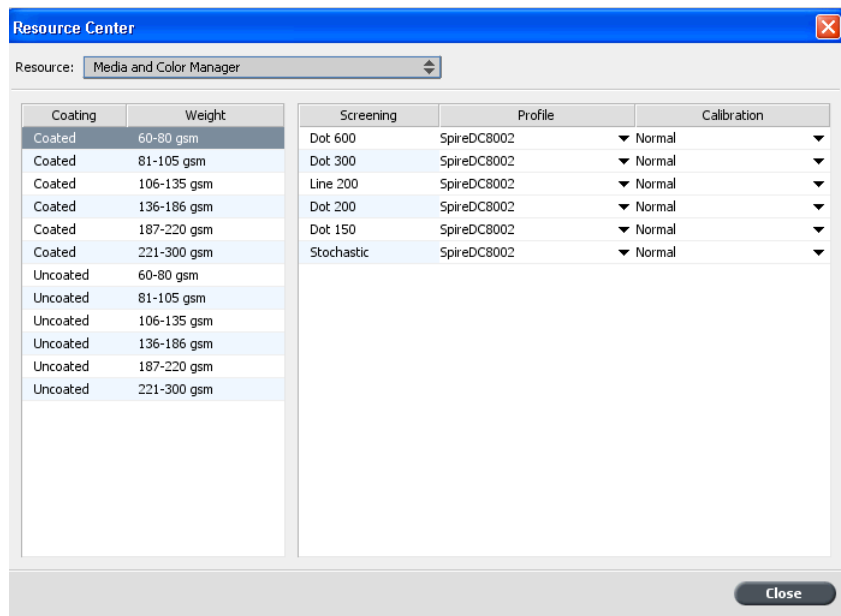 Resource Center
Resource: Media and Color Manager
Coating Weight
Coated 60-80 gsm
Coated 81-105 gsm
Coated 106-135 gsm
Coated 136-186 gsm
Coated 187-220 gsm
Coated 221-300 gsm
Uncoated 60-80 gsm
Uncoated 81-105 gsm
Uncoated 106-135 gsm
Uncoated 136-186 gsm
Uncoated 187-220 gsm
Uncoated 221-300 gsm
Screening Profile Calibration
Dot 600 SpireDC8002 Normal
Dot 300 SpireDC8002 Normal
Line 200 SpireDC8002 Normal
Dot 200 SpireDC8002 Normal
Dot 150 SpireDC8002 Normal
Stochastic SpireDC8002 Normal
Close